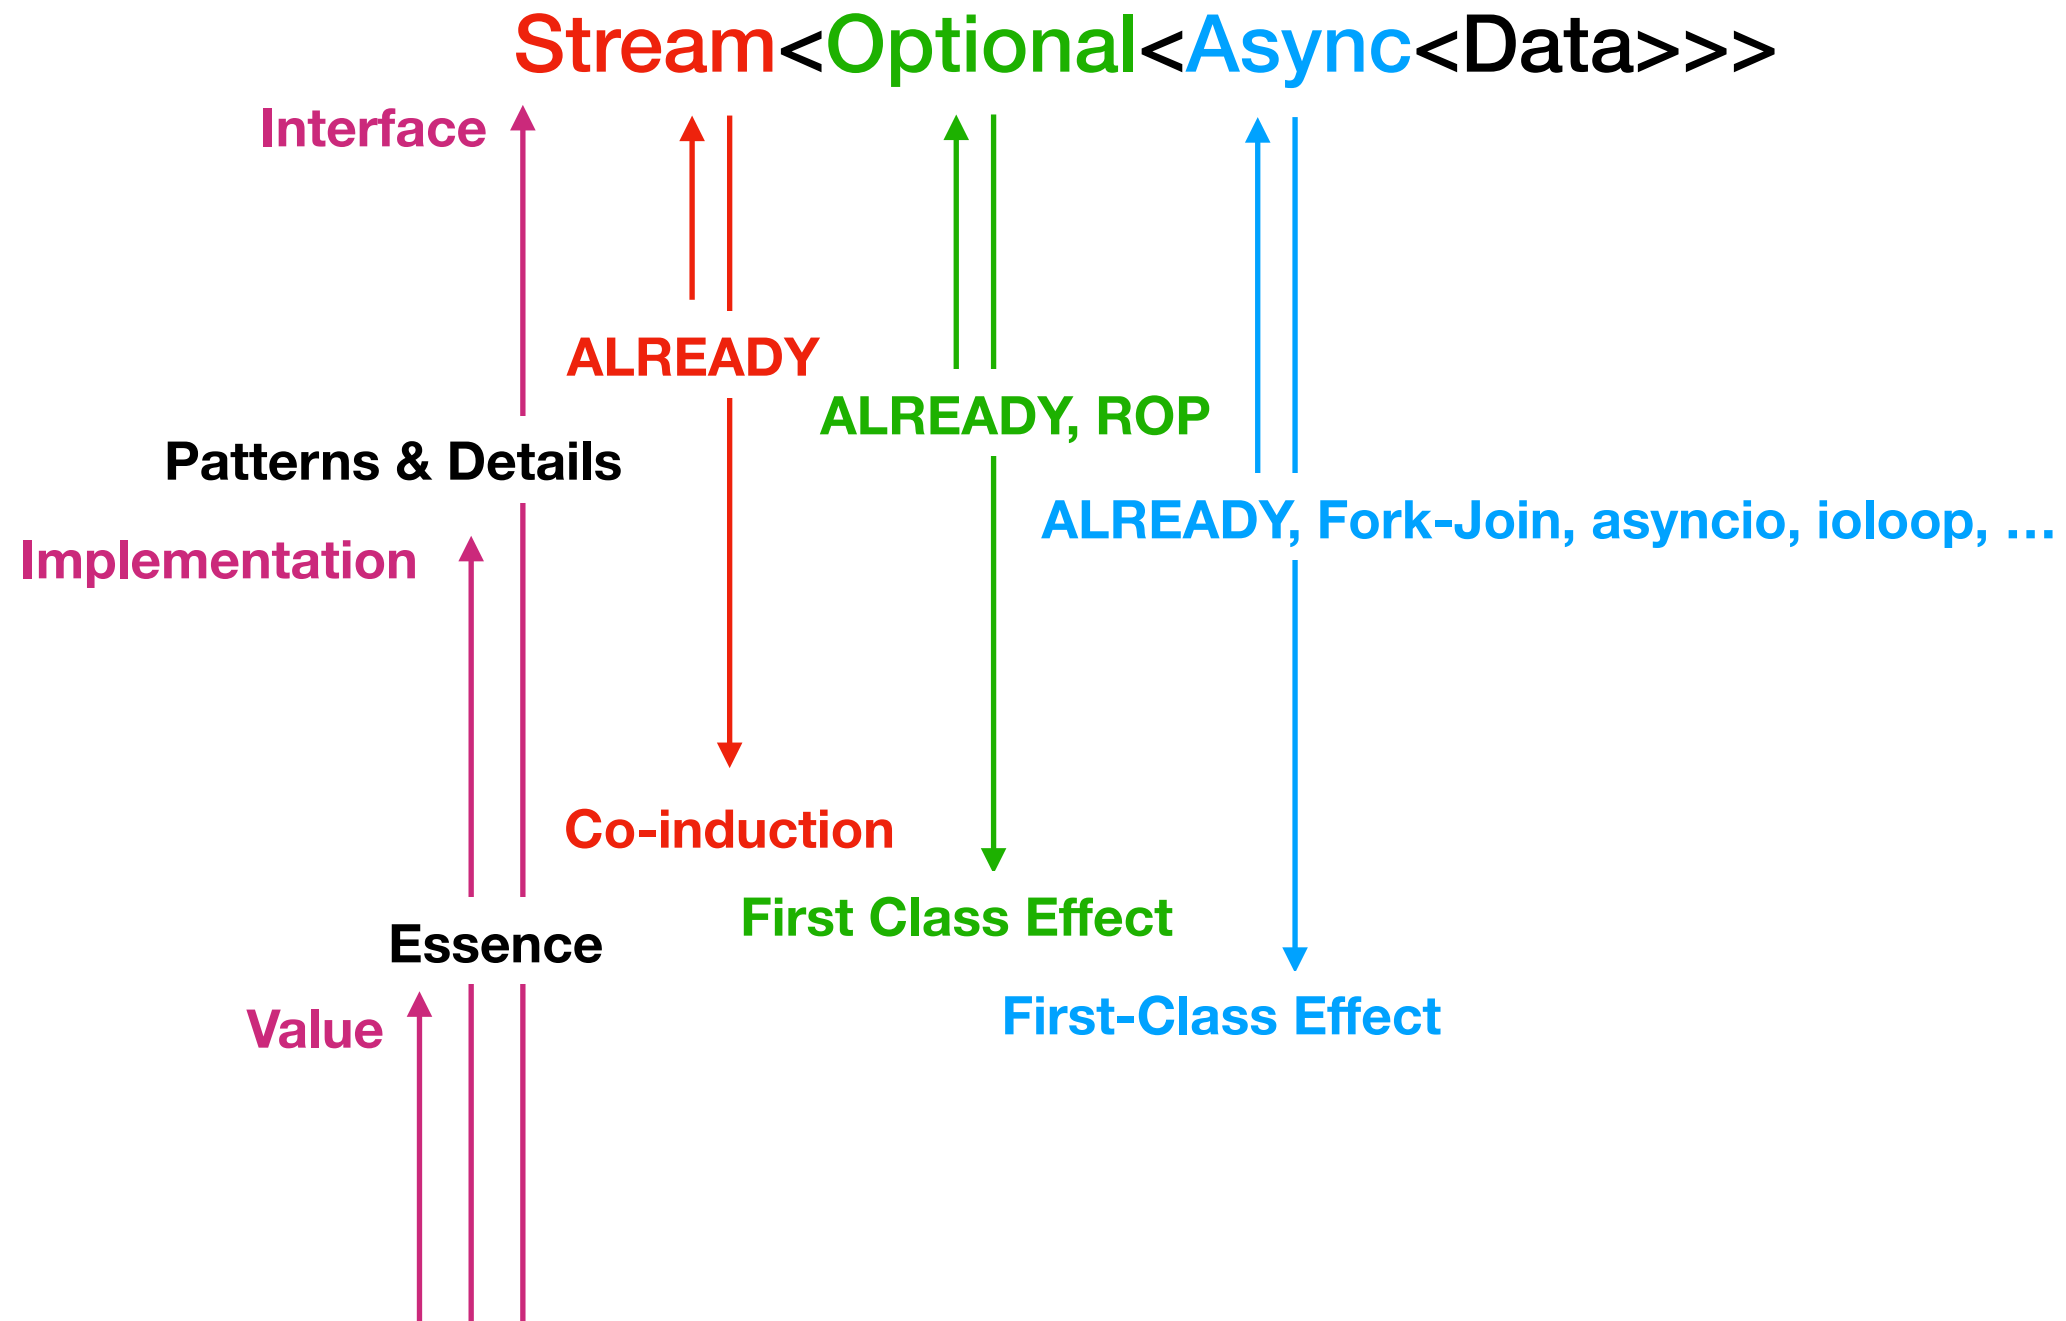 Stream<Optional<Async<Data>>>
Interface
ALREADY
ALREADY, ROP
Patterns & Details
ALREADY, Fork-Join, asyncio, ioloop, …
Implementation
Co-induction
First Class Effect
Essence
First-Class Effect
Value